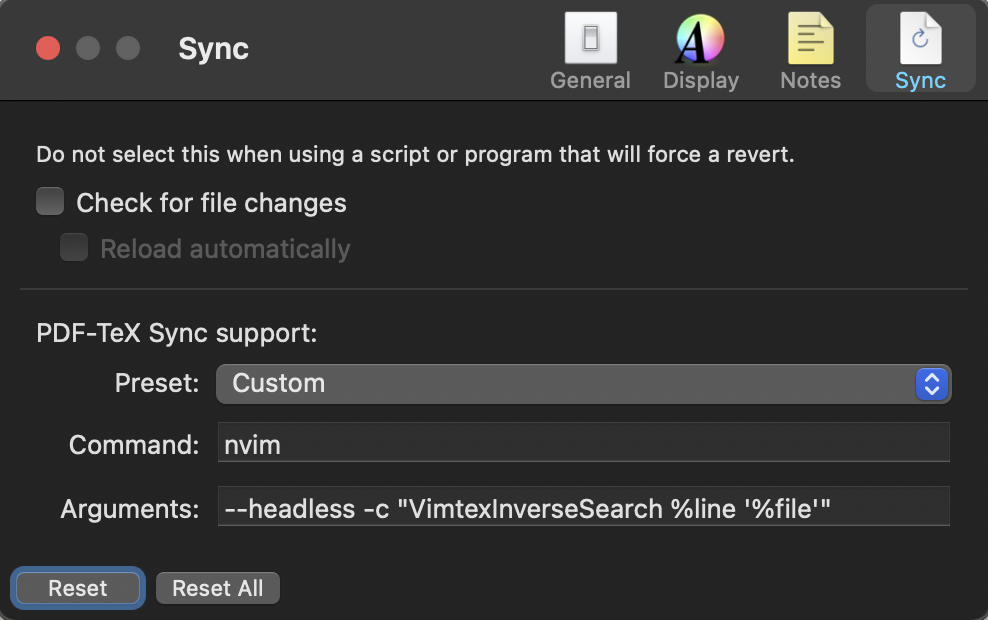 Sync
General
Display
Notes
Sync
Do not select this when using a script or program that will force a revert.
Check for file changes
Reload automatically
PDF-TeX Sync support:
Preset: Custom
Command: nvim
Arguments: --headless -c "VimtexInverseSearch %line '%file'"
Reset Reset All